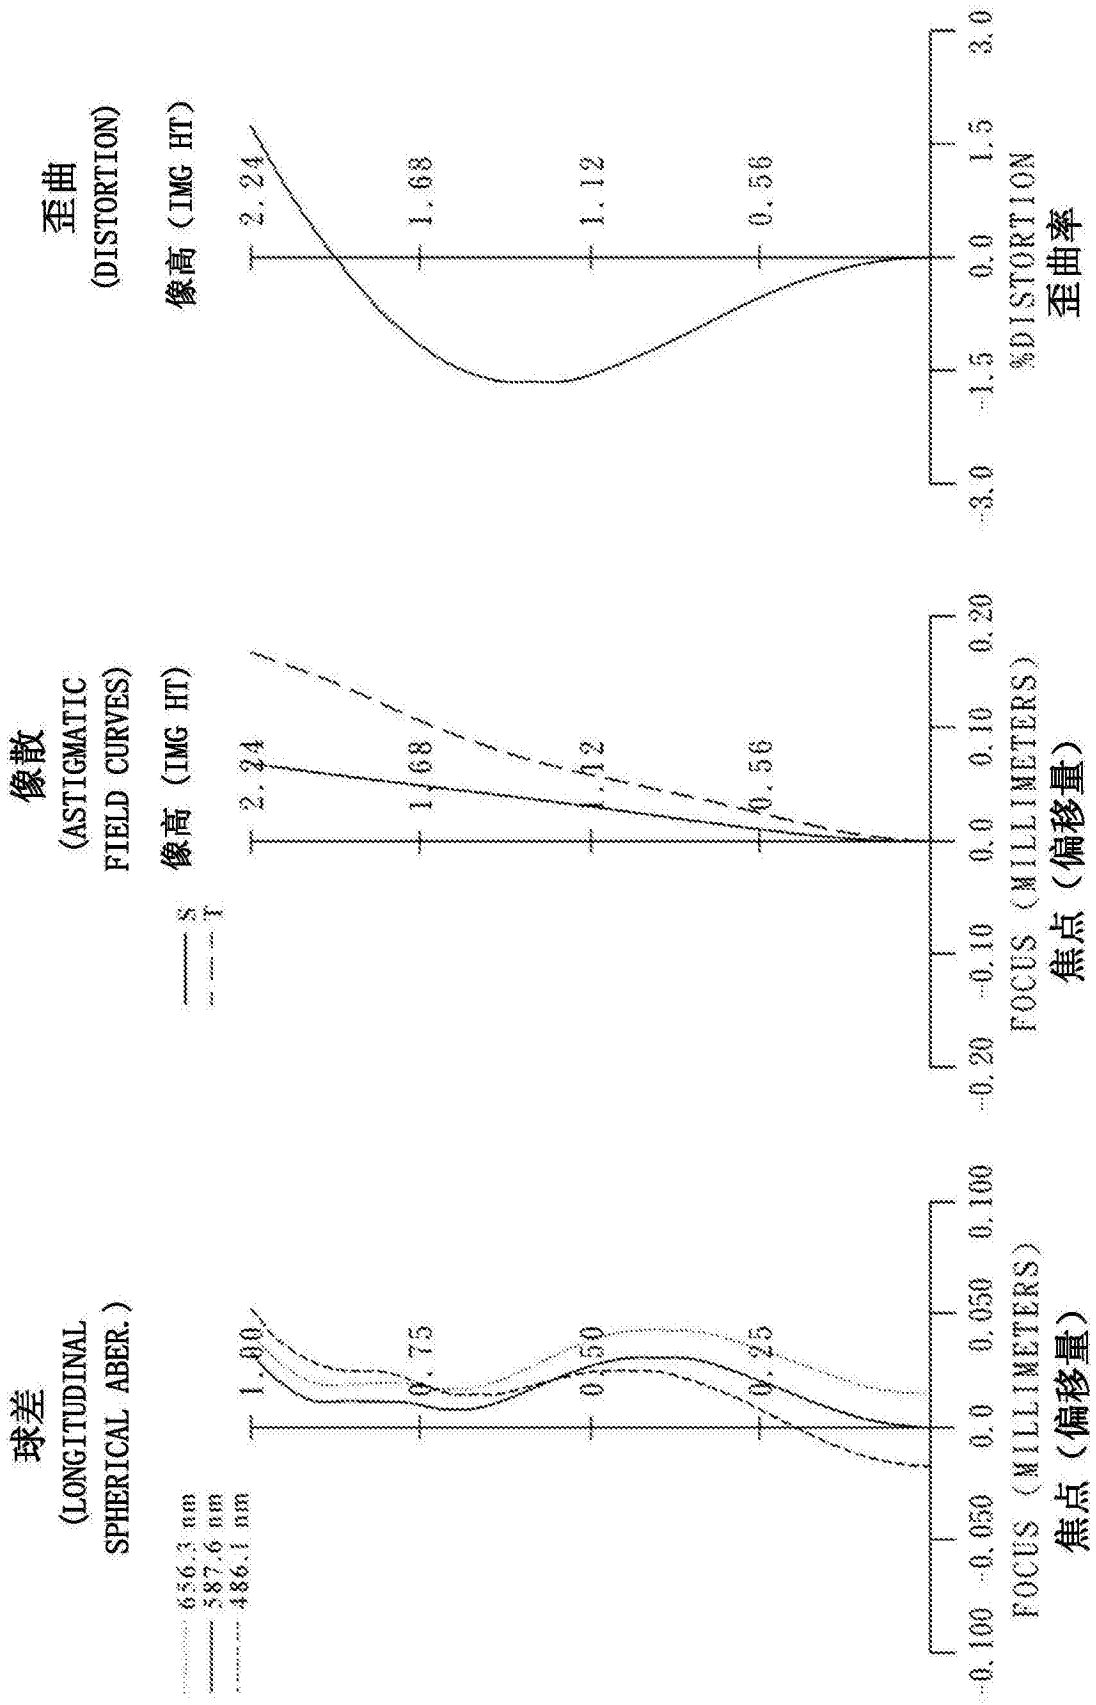 球差
(LONGITUDINAL
SPHERICAL ABER.)
656.3 nm
587.6 nm
486.1 nm
1.00
0.75
0.50
0.25
-0.100
-0.050
0.0
0.050
0.100
FOCUS (MILLIMETERS)
焦点 (偏移量)
像散
(ASTIGMATIC
FIELD CURVES)
S
T
像高 (IMG HT)
2.24
1.68
1.12
0.56
-0.20
-0.10
0.0
0.10
0.20
FOCUS (MILLIMETERS)
焦点 (偏移量)
歪曲
(DISTORTION)
像高 (IMG HT)
2.24
1.68
1.12
0.56
-3.0
-1.5
0.0
1.5
3.0
%DISTORTION
歪曲率